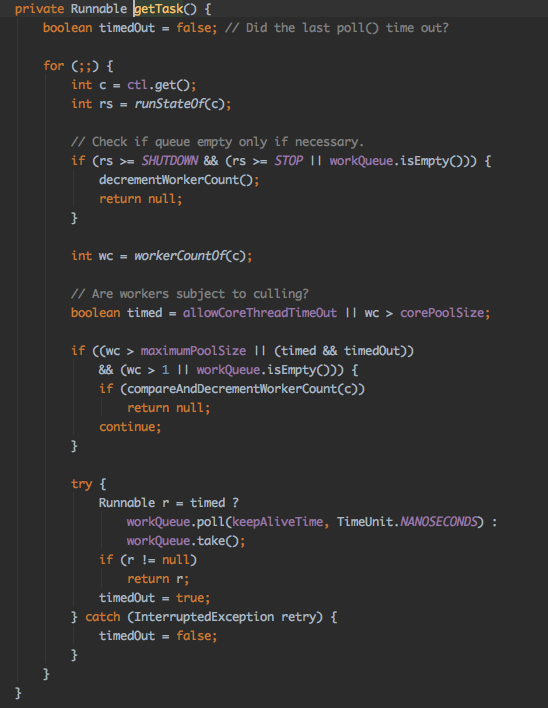 private Runnable getTask() {
    boolean timedOut = false; // Did the last poll() time out?

    for (;;) {
        int c = ctl.get();
        int rs = runStateOf(c);

        // Check if queue empty only if necessary.
        if (rs >= SHUTDOWN && (rs >= STOP || workQueue.isEmpty())) {
            decrementWorkerCount();
            return null;
        }

        int wc = workerCountOf(c);

        // Are workers subject to culling?
        boolean timed = allowCoreThreadTimeOut || wc > corePoolSize;

        if ((wc > maximumPoolSize || (timed && timedOut))
            && (wc > 1 || workQueue.isEmpty())) {
            if (compareAndDecrementWorkerCount(c))
                return null;
            continue;
        }

        try {
            Runnable r = timed ?
                workQueue.poll(keepAliveTime, TimeUnit.NANOSECONDS) :
                workQueue.take();
            if (r != null)
                return r;
            timedOut = true;
        } catch (InterruptedException retry) {
            timedOut = false;
        }
    }
}